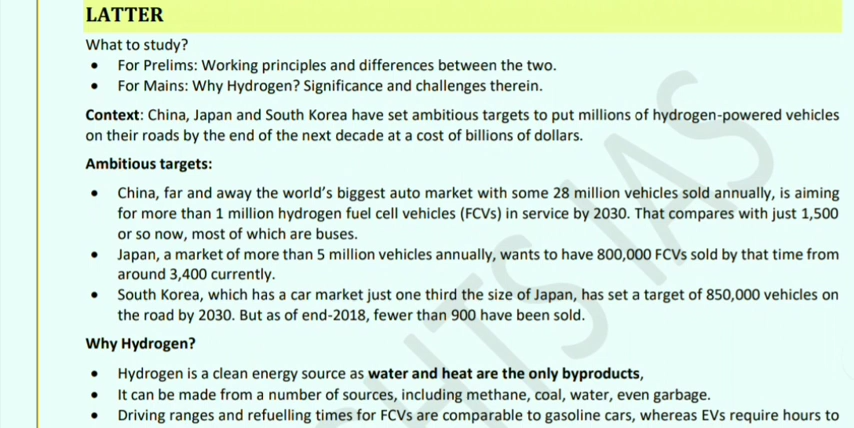 LATTER
What to study?
• For Prelims: Working principles and differences between the two.
• For Mains: Why Hydrogen? Significance and challenges therein.
Context: China, Japan and South Korea have set ambitious targets to put millions of hydrogen-powered vehicles
on their roads by the end of the next decade at a cost of billions of dollars.
Ambitious targets:
• China, far and away the world's biggest auto market with some 28 million vehicles sold annually, is aiming
for more than 1 million hydrogen fuel cell vehicles (FCVs) in service by 2030. That compares with just 1,500
or so now, most of which are buses.
• Japan, a market of more than 5 million vehicles annually, wants to have 800,000 FCVs sold by that time from
around 3,400 currently.
• South Korea, which has a car market just one third the size of Japan, has set a target of 850,000 vehicles on
the road by 2030. But as of end-2018, fewer than 900 have been sold.
Why Hydrogen?
• Hydrogen is a clean energy source as water and heat are the only byproducts,
• It can be made from a number of sources, including methane, coal, water, even garbage.
• Driving ranges and refuelling times for FCVs are comparable to gasoline cars, whereas EVs require hours to
GHTS IAS